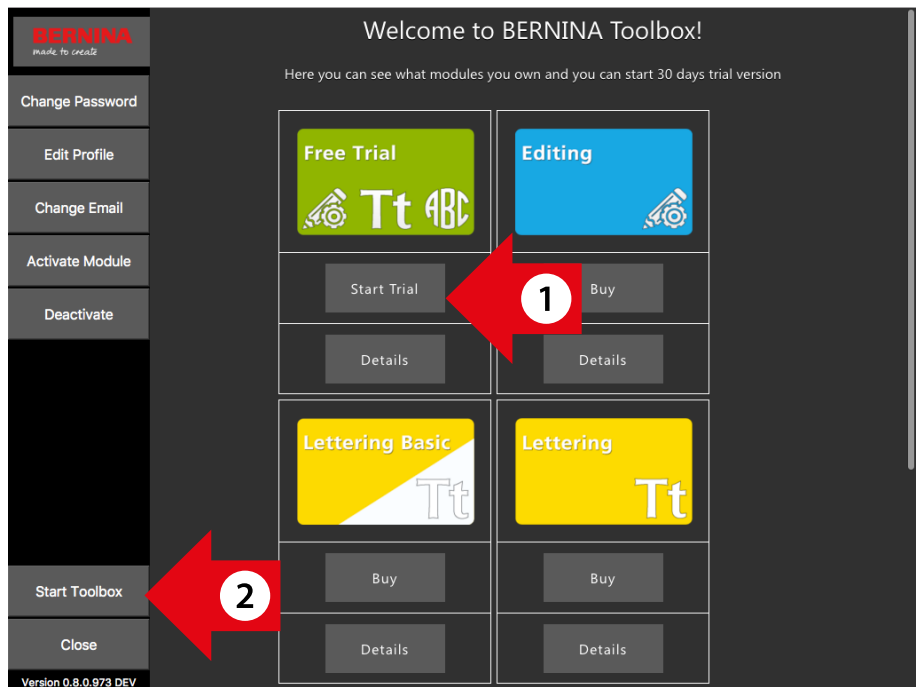 BERNINA
made to create
Change Password
Edit Profile
Change Email
Activate Module
Deactivate
Start Toolbox
Close
Version 0.8.0.973 DEV
Welcome to BERNINA Toolbox!
Here you can see what modules you own and you can start 30 days trial version
Free Trial
Tt ABC
Start Trial
Details
Editing
1
Buy
Details
Lettering Basic
Tt
Buy
Details
Lettering
Tt
Buy
Details
2